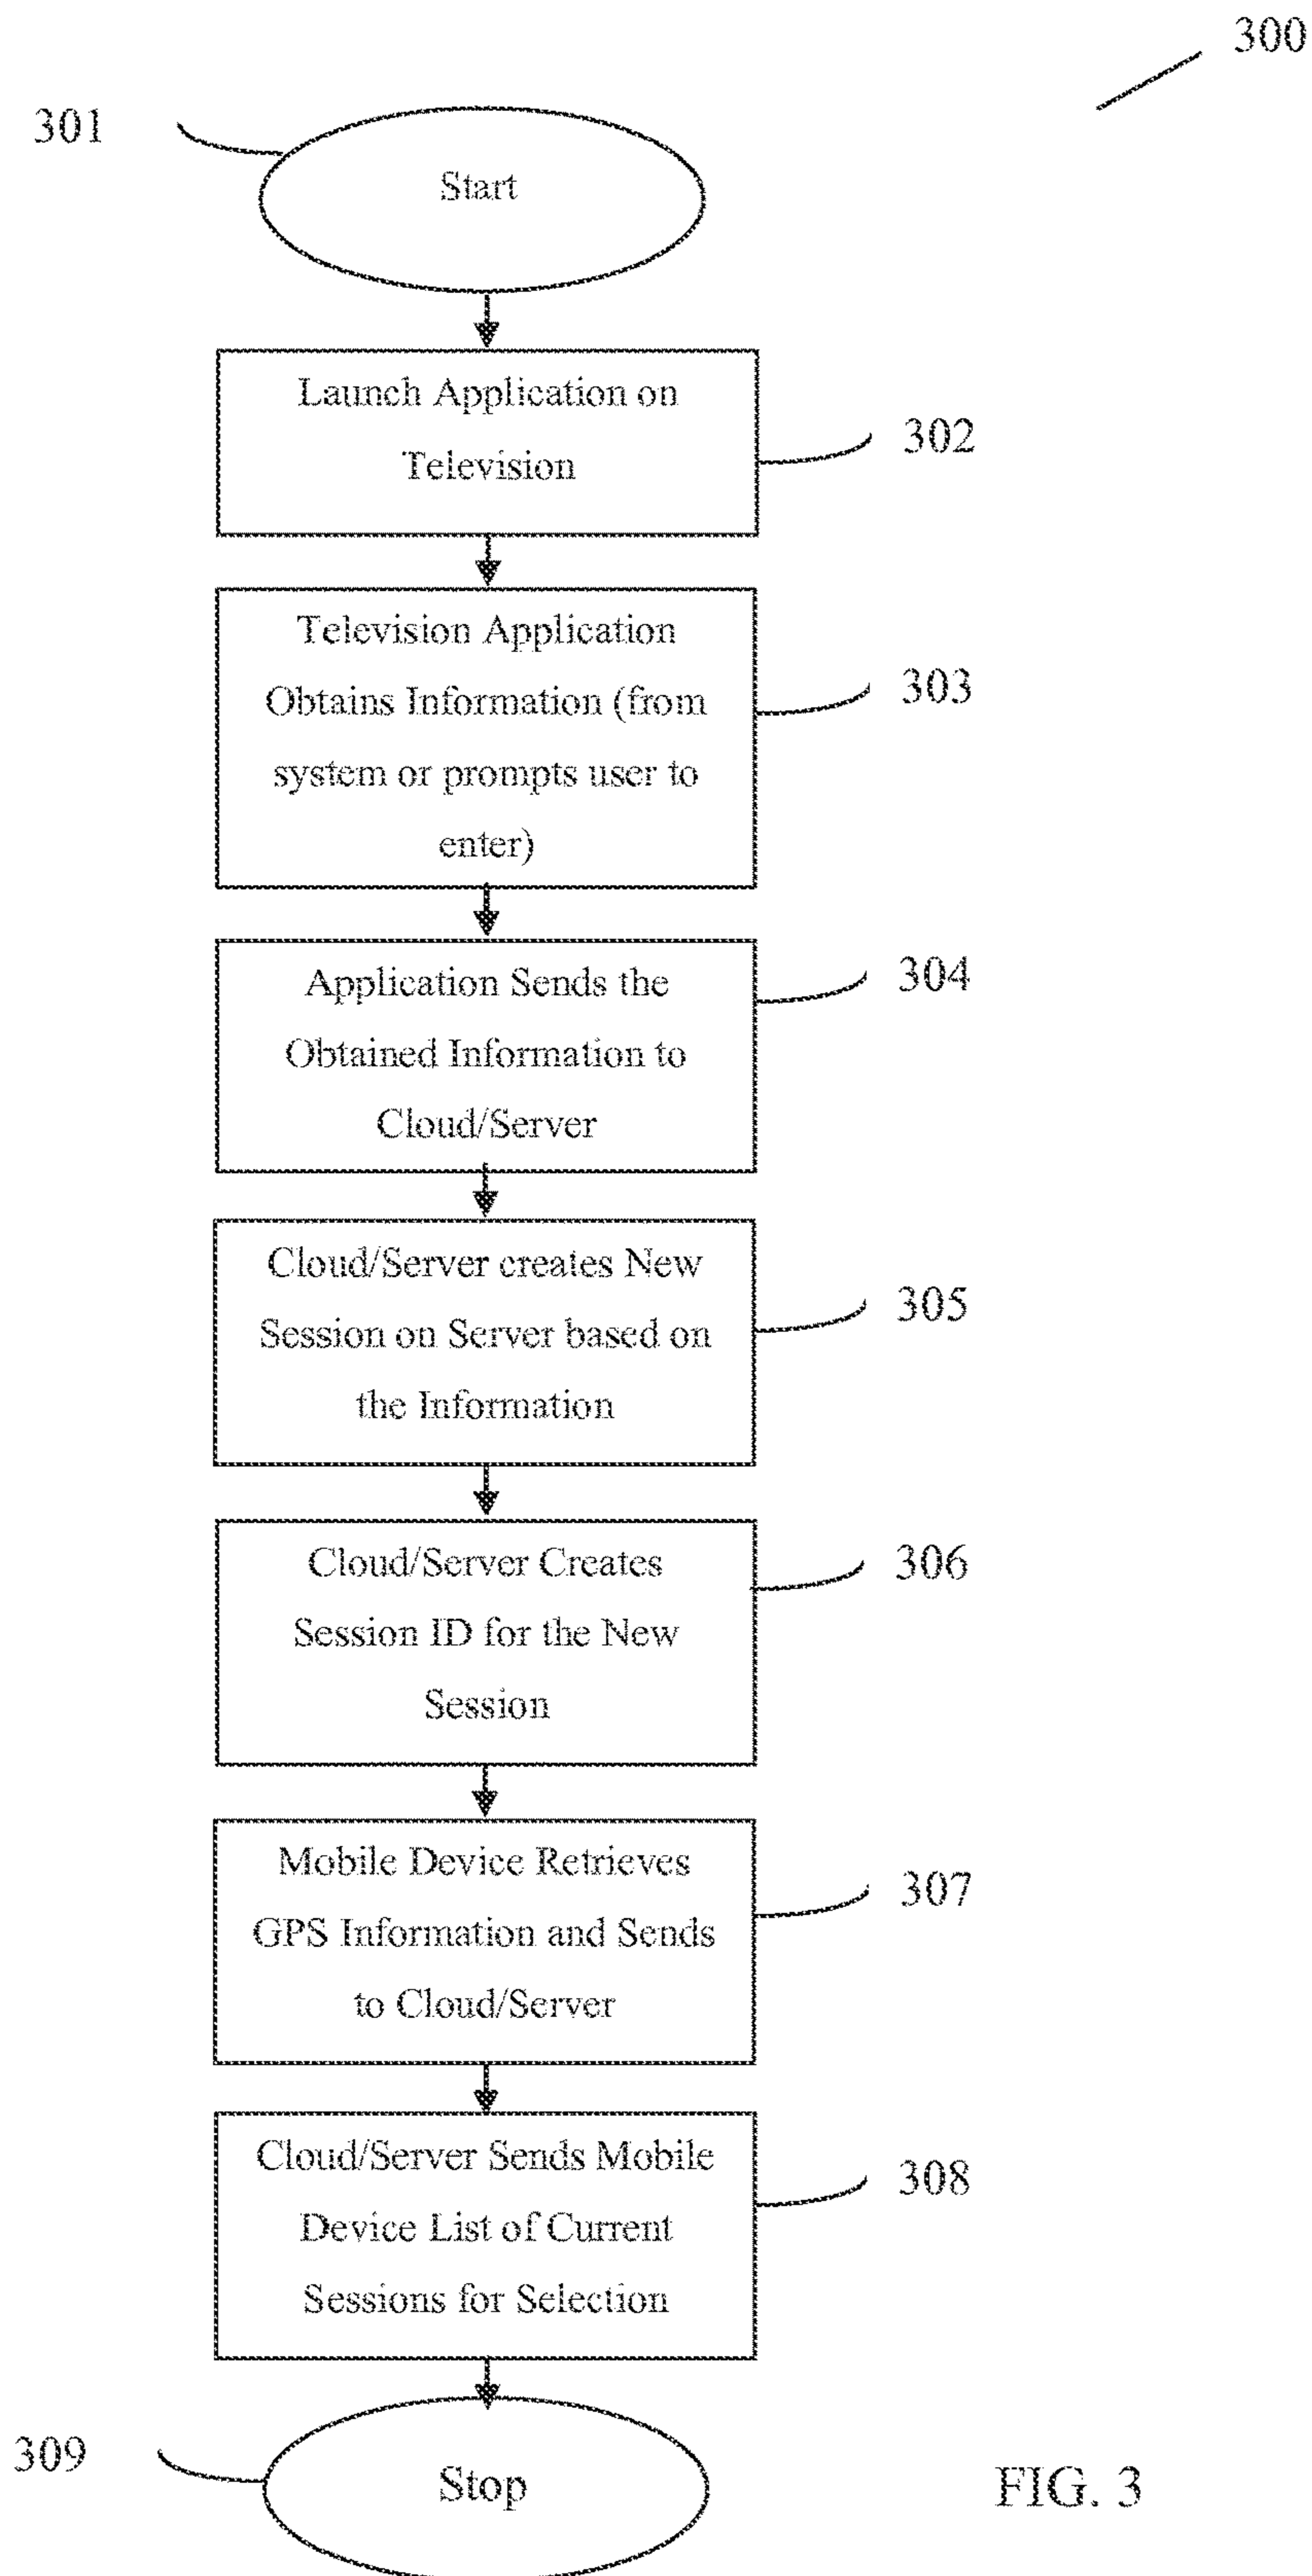 300
301
Start
Launch Application on
Television
302
Television Application
Obtains Information (from
system or prompts user to
enter)
303
Application Sends the
Obtained Information to
Cloud/Server
304
Cloud/Server creates New
Session on Server based on
the Information
305
Cloud/Server Creates
Session ID for the New
Session
306
Mobile Device Retrieves
GPS Information and Sends
to Cloud/Server
307
Cloud/Server Sends Mobile
Device List of Current
Sessions for Selection
308
309
Stop
FIG. 3